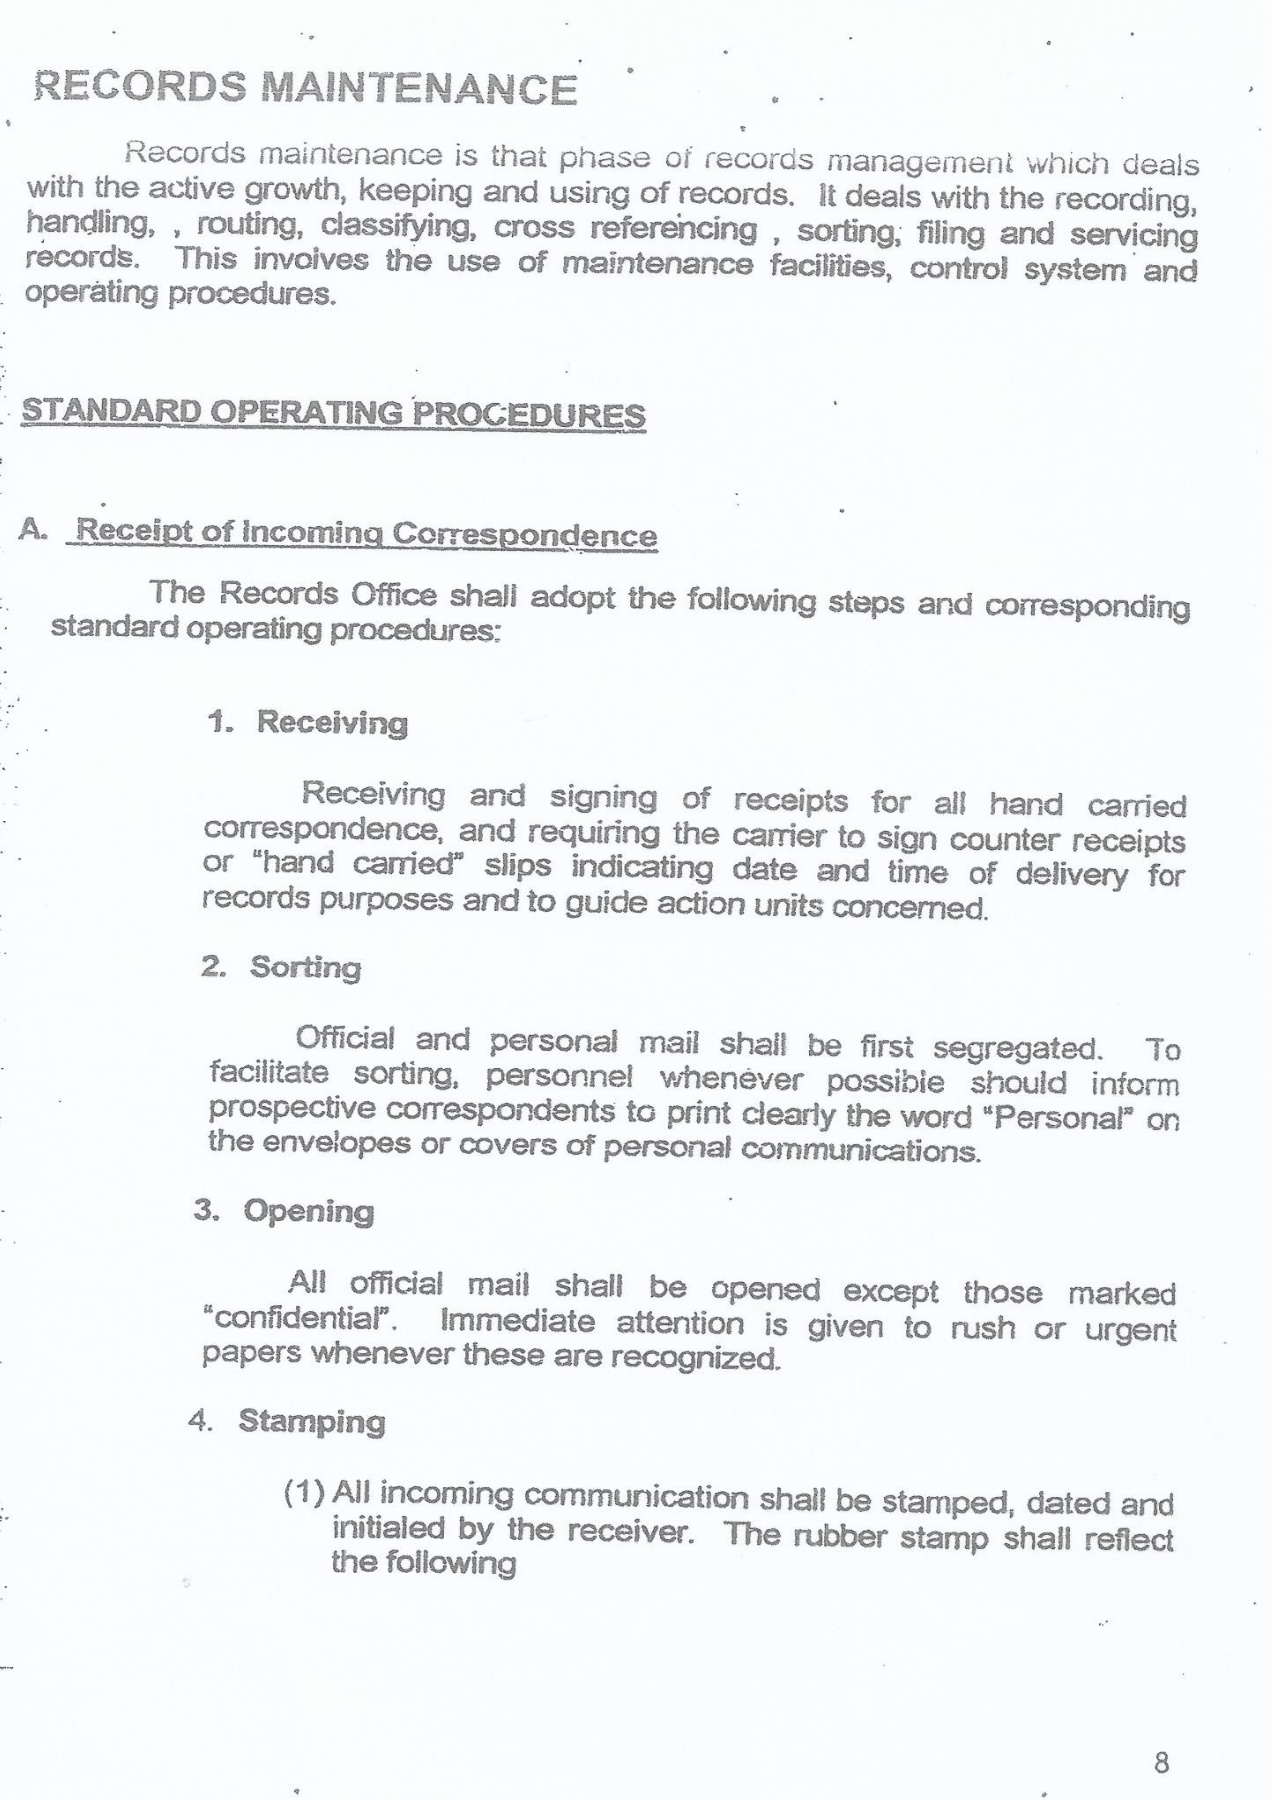 RECORDS MAINTENANCE
Records maintenance is that phase of records management which deals
with the active growth, keeping and using of records. It deals with the recording,
handling, , routing, classifying, cross referencing , sorting, filing and servicing
records. This involves the use of maintenance facilities, control system and
operating procedures.
STANDARD OPERATING PROCEDURES
A. Receipt of Incoming Correspondence
The Records Office shall adopt the following steps and corresponding
standard operating procedures:
1. Receiving
Receiving and signing of receipts for all hand carried
correspondence, and requiring the carrier to sign counter receipts
or "hand carried" slips indicating date and time of delivery for
records purposes and to guide action units concerned.
2. Sorting
Official and personal mail shall be first segregated. To
facilitate sorting, personnel whenever possible should inform
prospective correspondents to print clearly the word "Personal" on
the envelopes or covers of personal communications.
3. Opening
All official mail shall be opened except those marked
"confidential". Immediate attention is given to rush or urgent
papers whenever these are recognized.
4. Stamping
(1) All incoming communication shall be stamped, dated and
initialed by the receiver. The rubber stamp shall reflect
the following
8